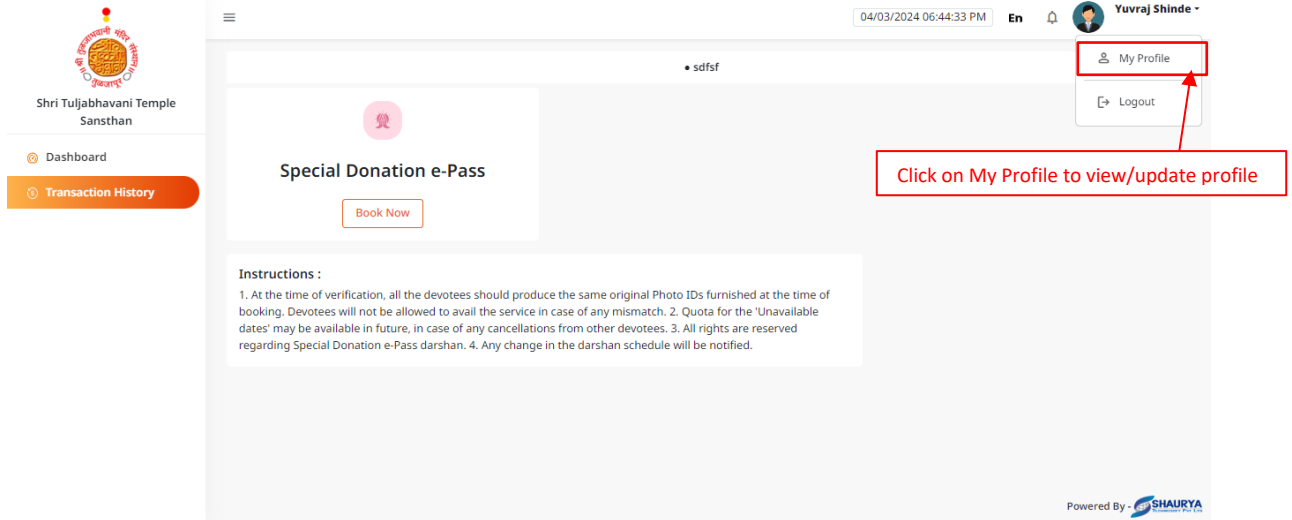 04/03/2024 06:44:33 PM
En
Yuvraj Shinde
श्री तुळजाभवानी मंदिर संस्थान
तुळजापूर
Shri Tuljabhavani Temple
Sansthan
My Profile
Logout
• sdfsf
Dashboard
Transaction History
Special Donation e-Pass
Book Now
Click on My Profile to view/update profile
Instructions :
1. At the time of verification, all the devotees should produce the same original Photo IDs furnished at the time of
booking. Devotees will not be allowed to avail the service in case of any mismatch. 2. Quota for the 'Unavailable
dates' may be available in future, in case of any cancellations from other devotees. 3. All rights are reserved
regarding Special Donation e-Pass darshan. 4. Any change in the darshan schedule will be notified.
Powered By - SHAURYA